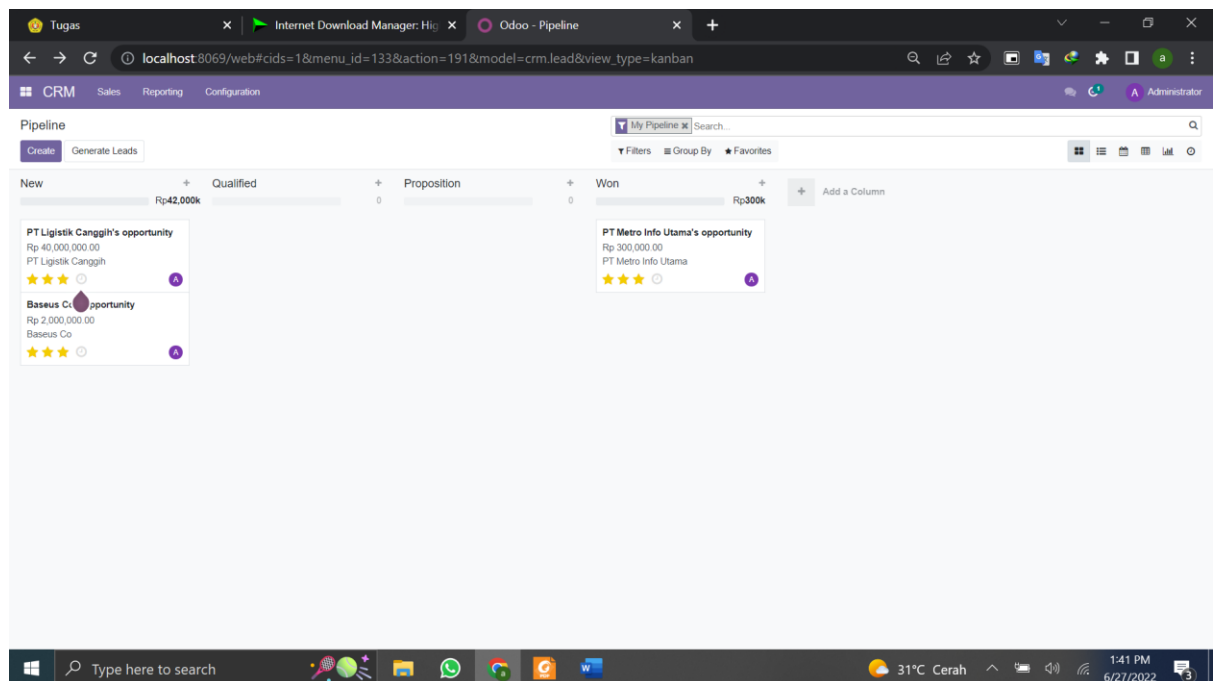 Tugas
Internet Download Manager: Hig
Odoo - Pipeline
localhost:8069/web#cids=1&menu_id=133&action=191&model=crm.lead&view_type=kanban
a
CRM Sales Reporting Configuration
1
A Administrator
Pipeline
My Pipeline Search...
Create Generate Leads
Filters Group By Favorites
New
Rp42,000k
Qualified
0
Proposition
0
Won
Rp300k
Add a Column
PT Ligistik Canggih's opportunity
Rp 40,000,000.00
PT Ligistik Canggih
A
Baseus
Rp 2,000,000.00
Baseus Co
A
PT Metro Info Utama's opportunity
Rp 300,000.00
PT Metro Info Utama
A
Type here to search
31°C Cerah
1:41 PM
6/27/2022
3